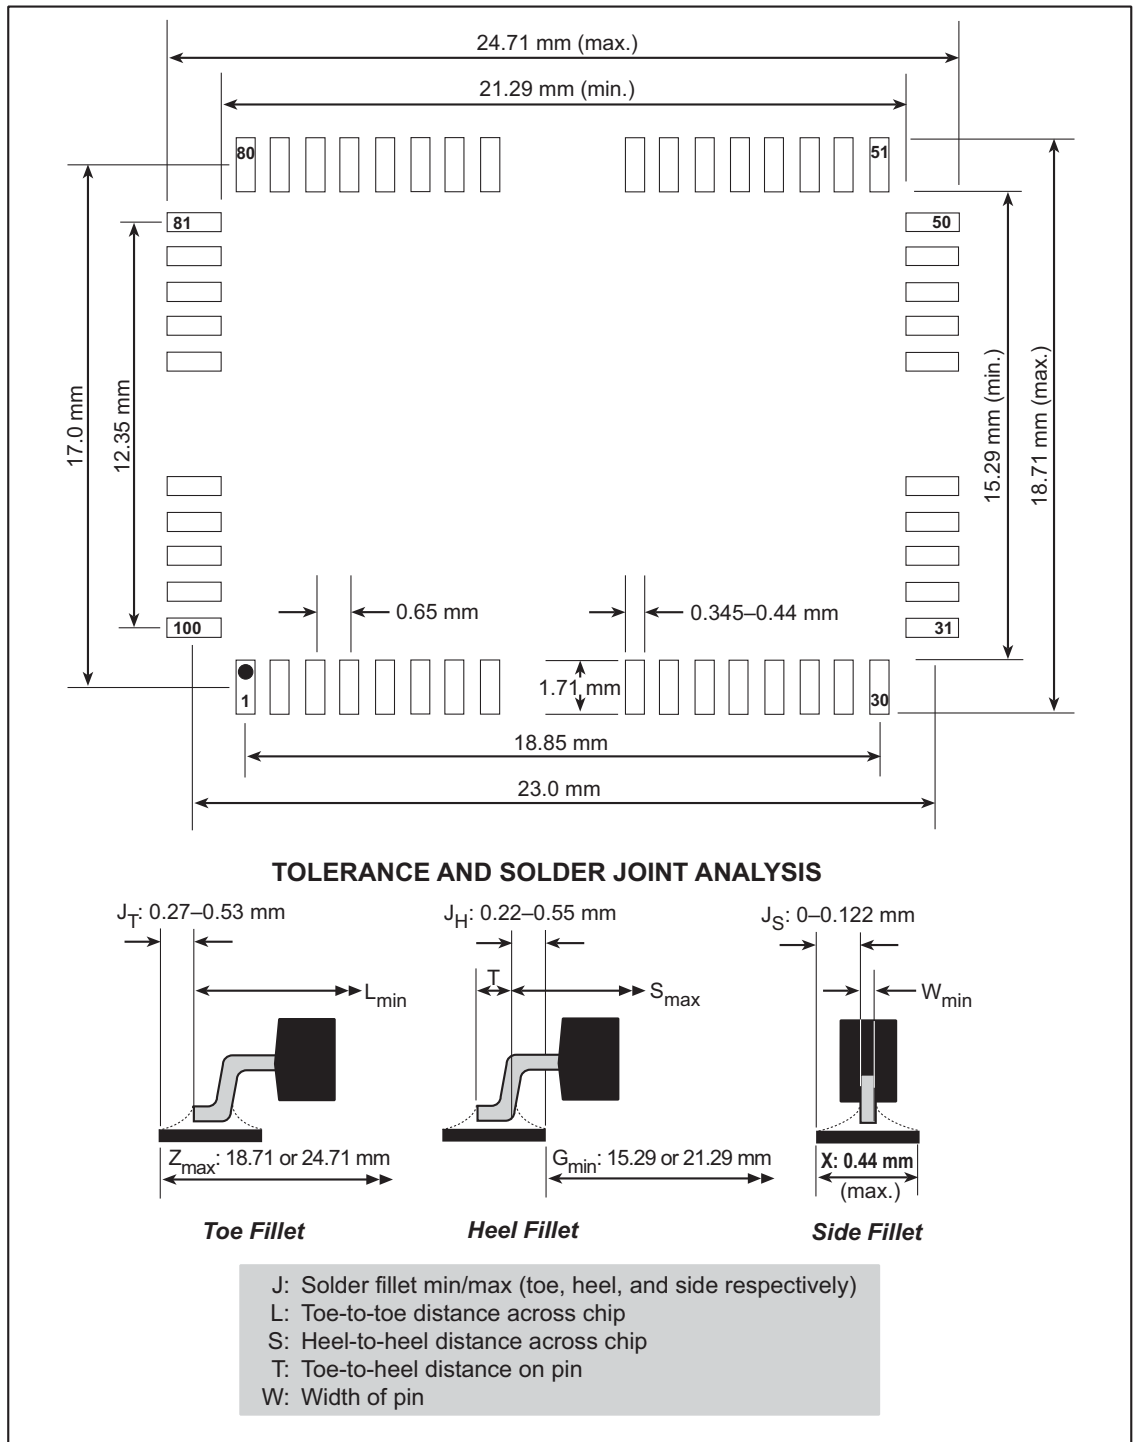 24.71 mm (max.)
21.29 mm (min.)
80
51
81
50
17.0 mm
12.35 mm
15.29 mm (min.)
18.71 mm (max.)
0.65 mm
0.345–0.44 mm
100
31
1.71 mm
1
30
18.85 mm
23.0 mm
TOLERANCE AND SOLDER JOINT ANALYSIS
JT: 0.27–0.53 mm
JH: 0.22–0.55 mm
JS: 0–0.122 mm
Lmin
T
Smax
Wmin
Zmax: 18.71 or 24.71 mm
Gmin: 15.29 or 21.29 mm
X: 0.44 mm
(max.)
Toe Fillet
Heel Fillet
Side Fillet
J: Solder fillet min/max (toe, heel, and side respectively)
L: Toe-to-toe distance across chip
S: Heel-to-heel distance across chip
T: Toe-to-heel distance on pin
W: Width of pin